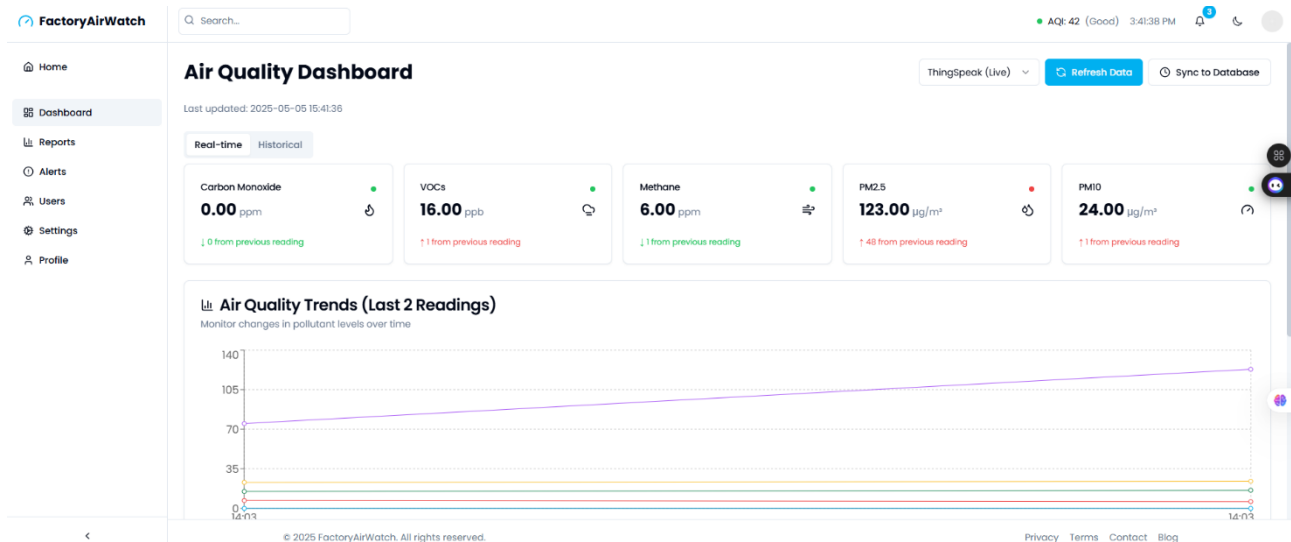 FactoryAirWatch
Search...
AQI: 42 (Good) 3:41:38 PM
3
Home
Dashboard
Reports
Alerts
Users
Settings
Profile
Air Quality Dashboard
ThingSpeak (Live)
Refresh Data
Sync to Database
Last updated: 2025-05-05 15:41:36
Real-time Historical
Carbon Monoxide
0.00 ppm
↓ 0 from previous reading
VOCs
16.00 ppb
↑ 1 from previous reading
Methane
6.00 ppm
↓ 1 from previous reading
PM2.5
123.00 µg/m³
↑ 48 from previous reading
PM10
24.00 µg/m³
↑ 1 from previous reading
Air Quality Trends (Last 2 Readings)
Monitor changes in pollutant levels over time
140
105
70
35
0
14:03 14:03
© 2025 FactoryAirWatch. All rights reserved.
Privacy Terms Contact Blog